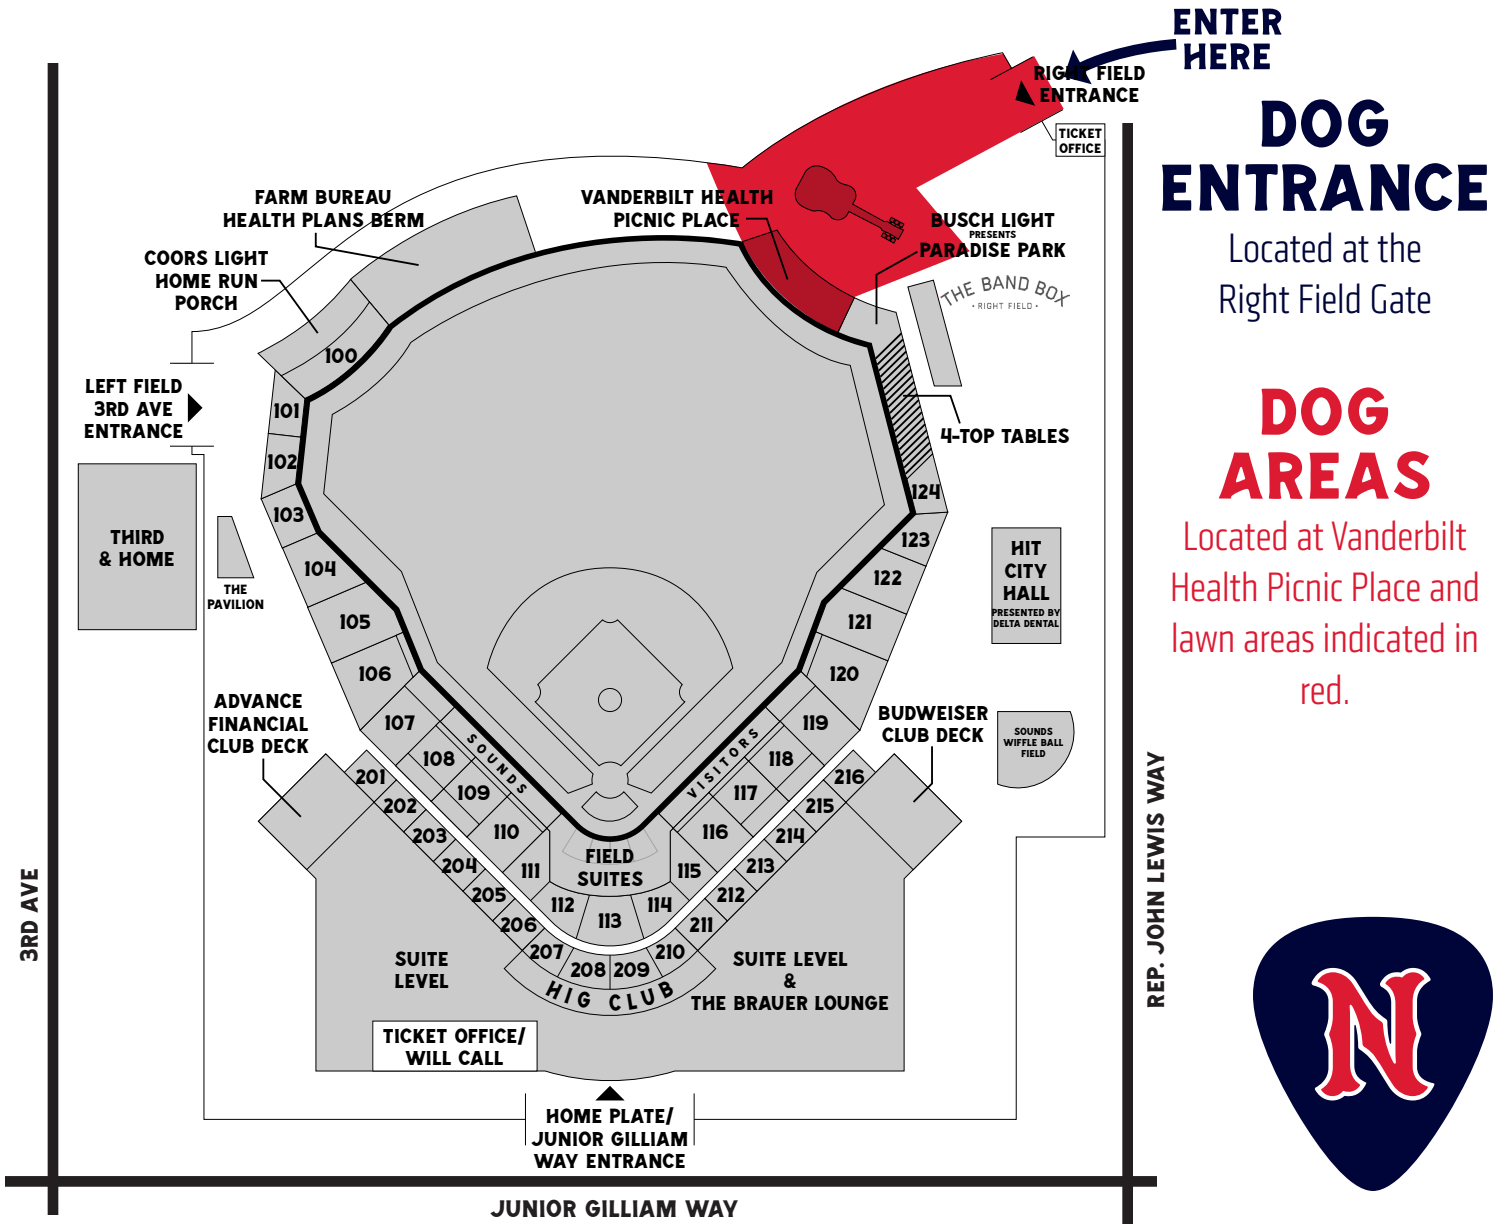 ENTER
HERE
RIGHT FIELD
ENTRANCE
TICKET
OFFICE
DOG
ENTRANCE
Located at the
Right Field Gate
DOG
AREAS
Located at Vanderbilt
Health Picnic Place and
lawn areas indicated in
red.
FARM BUREAU
HEALTH PLANS BERM
VANDERBILT HEALTH
PICNIC PLACE
BUSCH LIGHT
PRESENTS
PARADISE PARK
COORS LIGHT
HOME RUN
PORCH
THE BAND BOX
• RIGHT FIELD •
LEFT FIELD
3RD AVE
ENTRANCE
4-TOP TABLES
THIRD
& HOME
THE
PAVILION
HIT
CITY
HALL
PRESENTED BY
DELTA DENTAL
100
101
102
103
104
105
106
107
108
109
110
111
112
113
114
115
116
117
118
119
120
121
122
123
124
SOUNDS
VISITORS
FIELD
SUITES
ADVANCE
FINANCIAL
CLUB DECK
BUDWEISER
CLUB DECK
SOUNDS
WIFFLE BALL
FIELD
201
202
203
204
205
206
207
208
209
210
211
212
213
214
215
216
HIG CLUB
SUITE
LEVEL
SUITE LEVEL
&
THE BRAUER LOUNGE
TICKET OFFICE/
WILL CALL
HOME PLATE/
JUNIOR GILLIAM
WAY ENTRANCE
3RD AVE
REP. JOHN LEWIS WAY
JUNIOR GILLIAM WAY
N